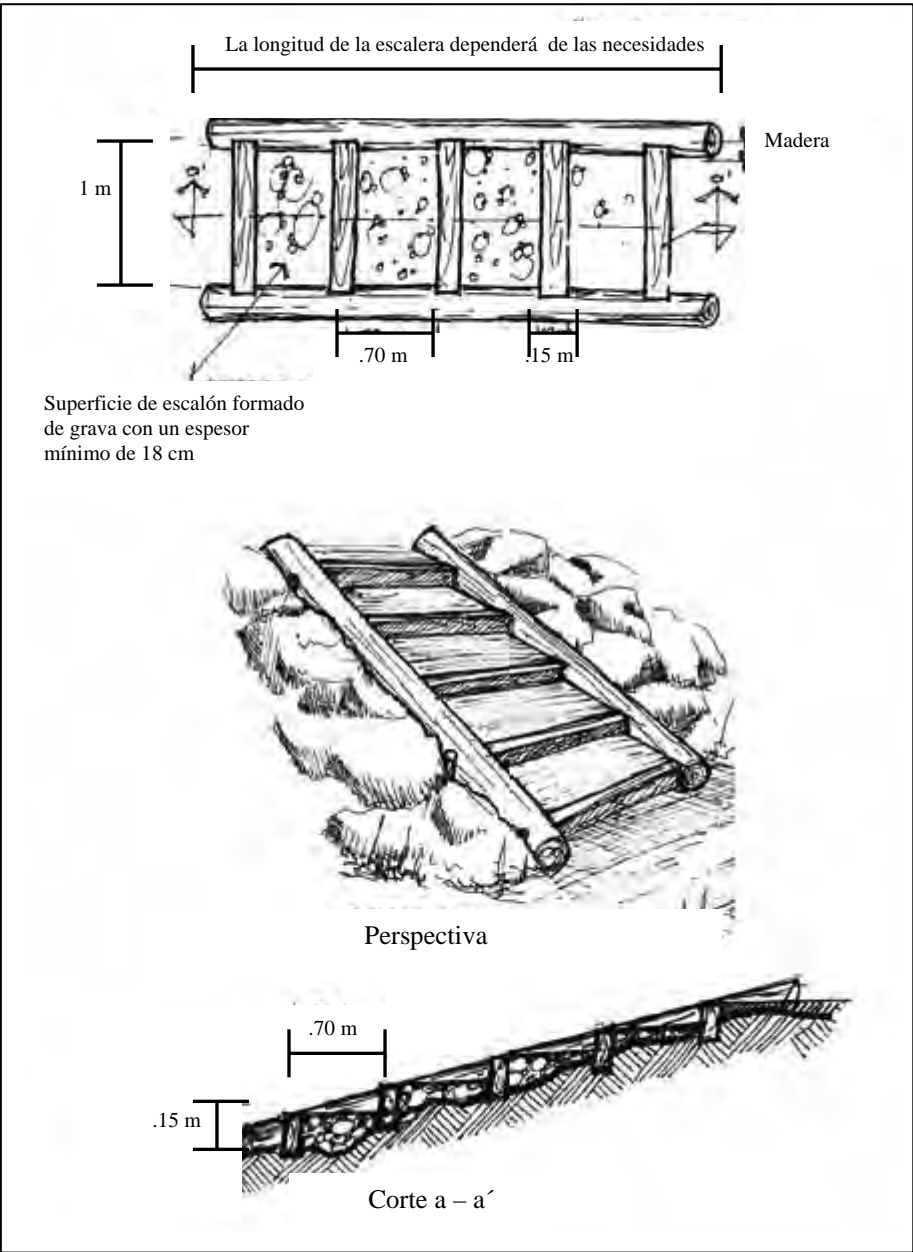 La longitud de la escalera dependerá de las necesidades
Madera
1 m
.70 m
.15 m
Superficie de escalón formado
de grava con un espesor
mínimo de 18 cm
Perspectiva
.70 m
.15 m
Corte a – a´